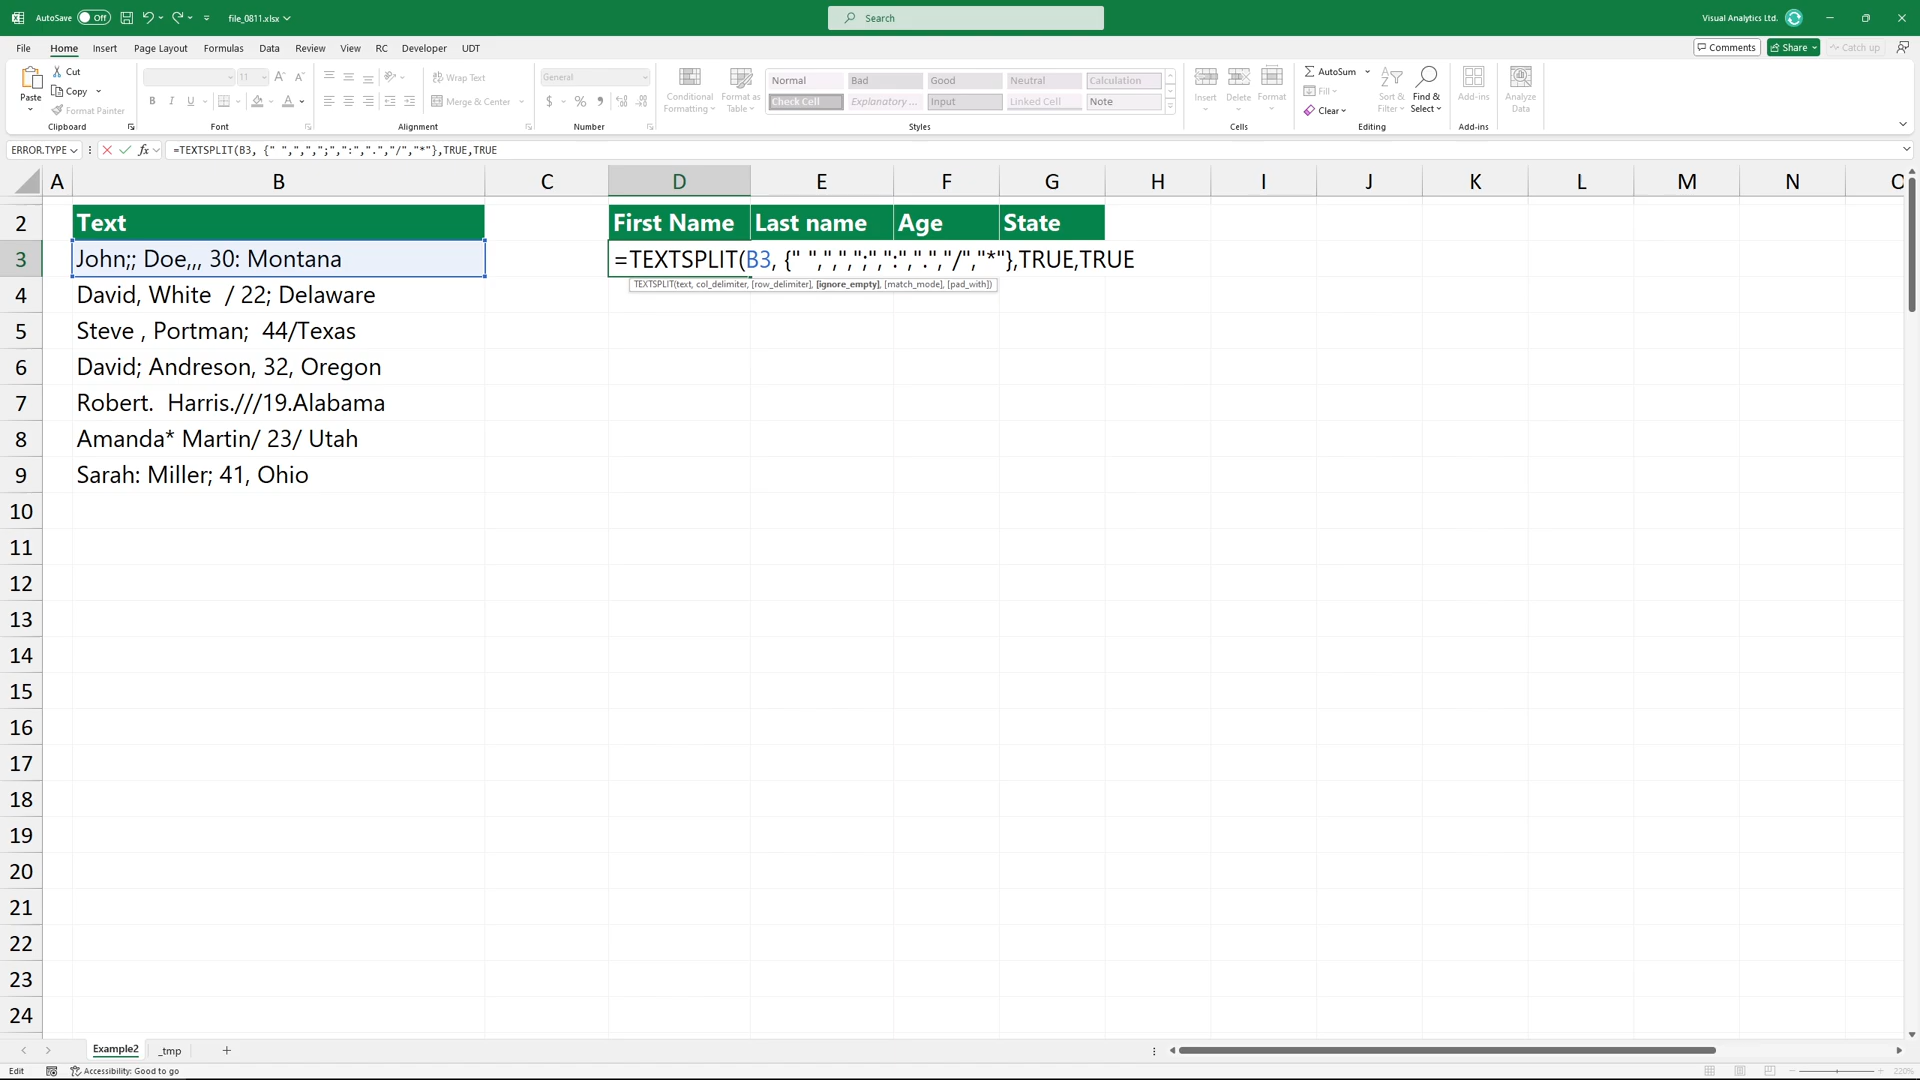 AutoSave Off file_0811.xlsx Search Visual Analytics Ltd.
File Home Insert Page Layout Formulas Data Review View RC Developer UDT Comments Share Catch up
Paste Cut Copy Format Painter Clipboard
11 Font
Wrap Text Merge & Center Alignment
General Number
Conditional Formatting Format as Table
Normal Bad Good Neutral Calculation
Check Cell Explanatory ... Input Linked Cell Note
Styles
Insert Delete Format Cells
AutoSum Fill Clear Sort & Filter Find & Select Editing
Add-ins Add-ins
Analyze Data
ERROR.TYPE fx =TEXTSPLIT(B3, {" ",",",";",":",".","/","*"},TRUE,TRUE
A B C D E F G H I J K L M N O
2 Text First Name Last name Age State
3 John;; Doe,,, 30: Montana =TEXTSPLIT(B3, {" ",",",";",":",".","/","*"},TRUE,TRUE
TEXTSPLIT(text, col_delimiter, [row_delimiter], [ignore_empty], [match_mode], [pad_with])
4 David, White  / 22; Delaware
5 Steve , Portman;  44/Texas
6 David; Andreson, 32, Oregon
7 Robert.  Harris.///19.Alabama
8 Amanda* Martin/ 23/ Utah
9 Sarah: Miller; 41, Ohio
10
11
12
13
14
15
16
17
18
19
20
21
22
23
24
Example2 _tmp
Edit Accessibility: Good to go 220%